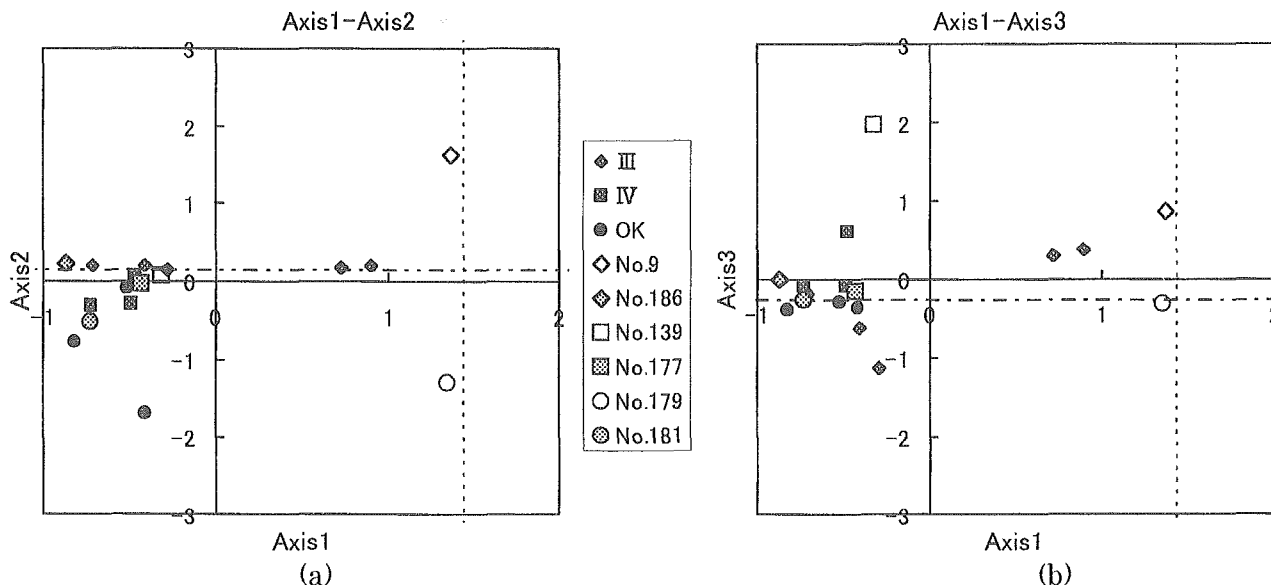 Axis1-Axis2
3
2
1
0
-1
-2
-3
-1
0
1
2
Axis2
Axis1
(a)
Ⅲ
Ⅳ
OK
No.9
No.186
No.139
No.177
No.179
No.181
Axis1-Axis3
3
2
1
0
-1
-2
-3
-1
0
1
2
Axis3
Axis1
(b)